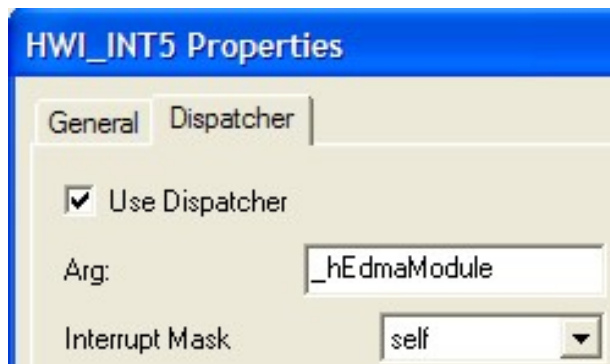 HWI_INT5 Properties
General Dispatcher
Use Dispatcher
Arg: _hEdmaModule
Interrupt Mask self